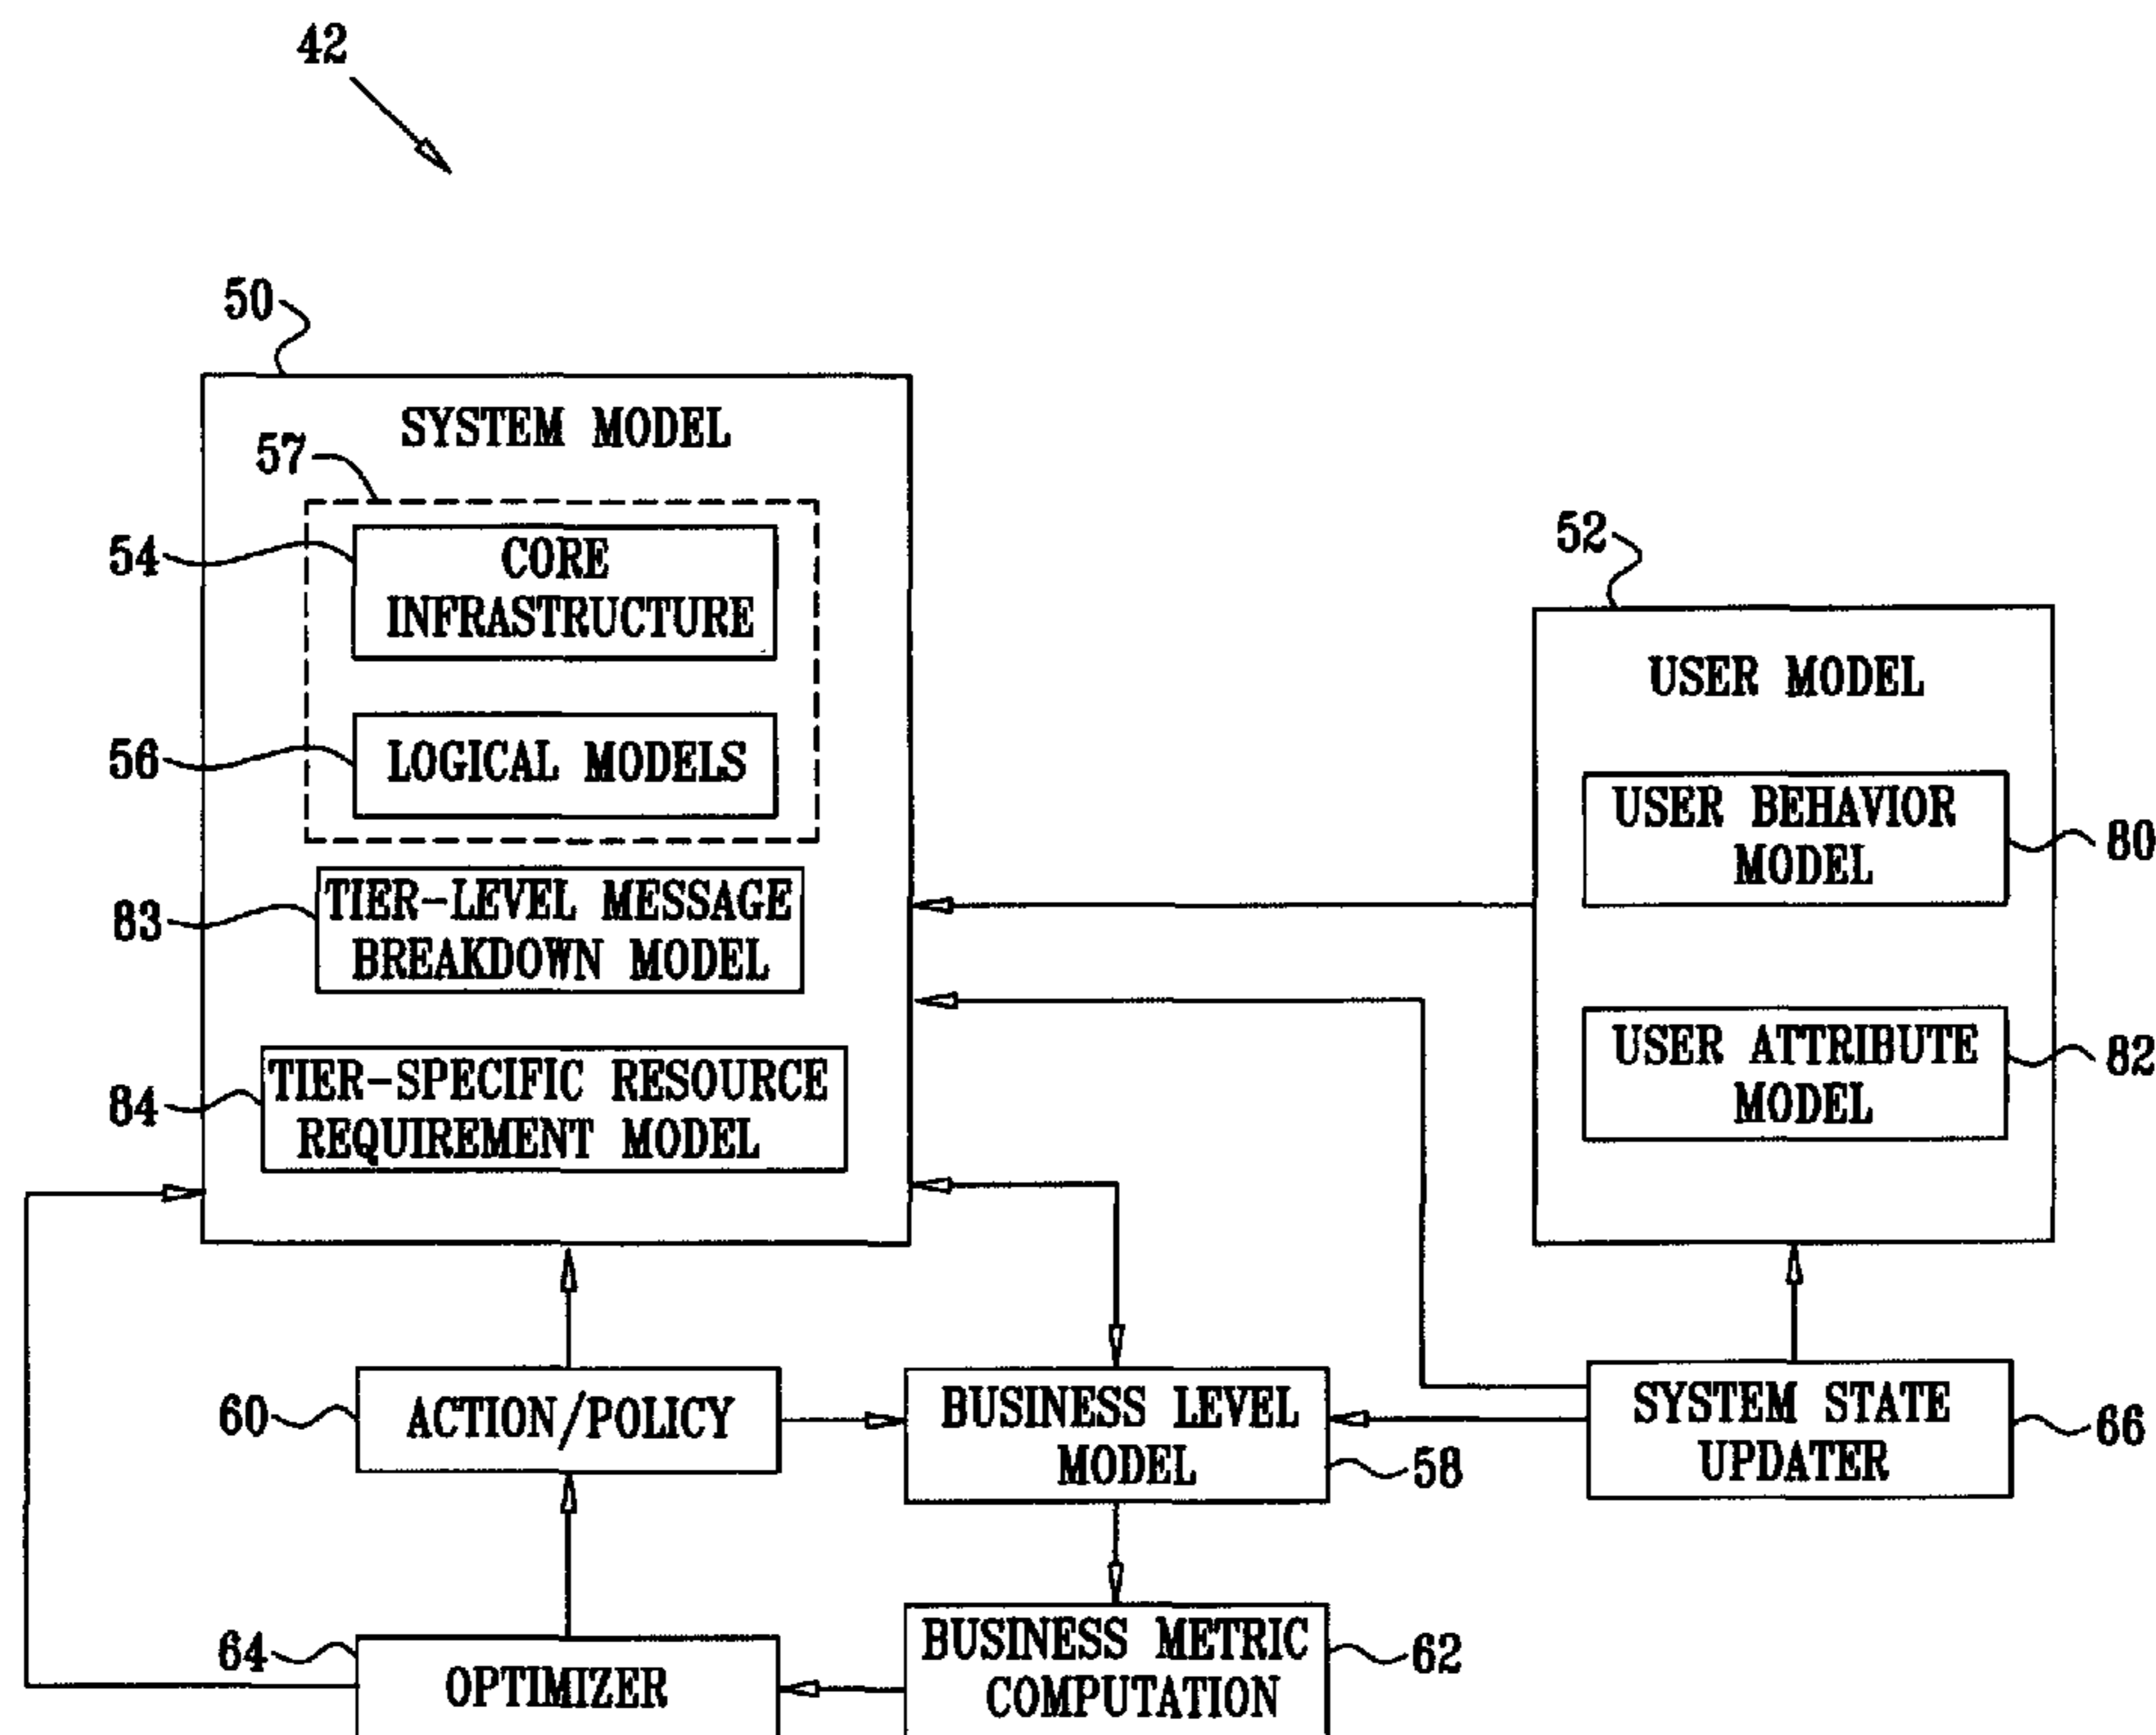 42
50
SYSTEM MODEL
57
54
CORE
INFRASTRUCTURE
56
LOGICAL MODELS
83
TIER-LEVEL MESSAGE
BREAKDOWN MODEL
84
TIER-SPECIFIC RESOURCE
REQUIREMENT MODEL
52
USER MODEL
USER BEHAVIOR
MODEL
80
USER ATTRIBUTE
MODEL
82
60
ACTION/POLICY
BUSINESS LEVEL
MODEL
58
SYSTEM STATE
UPDATER
66
64
OPTIMIZER
BUSINESS METRIC
COMPUTATION
62